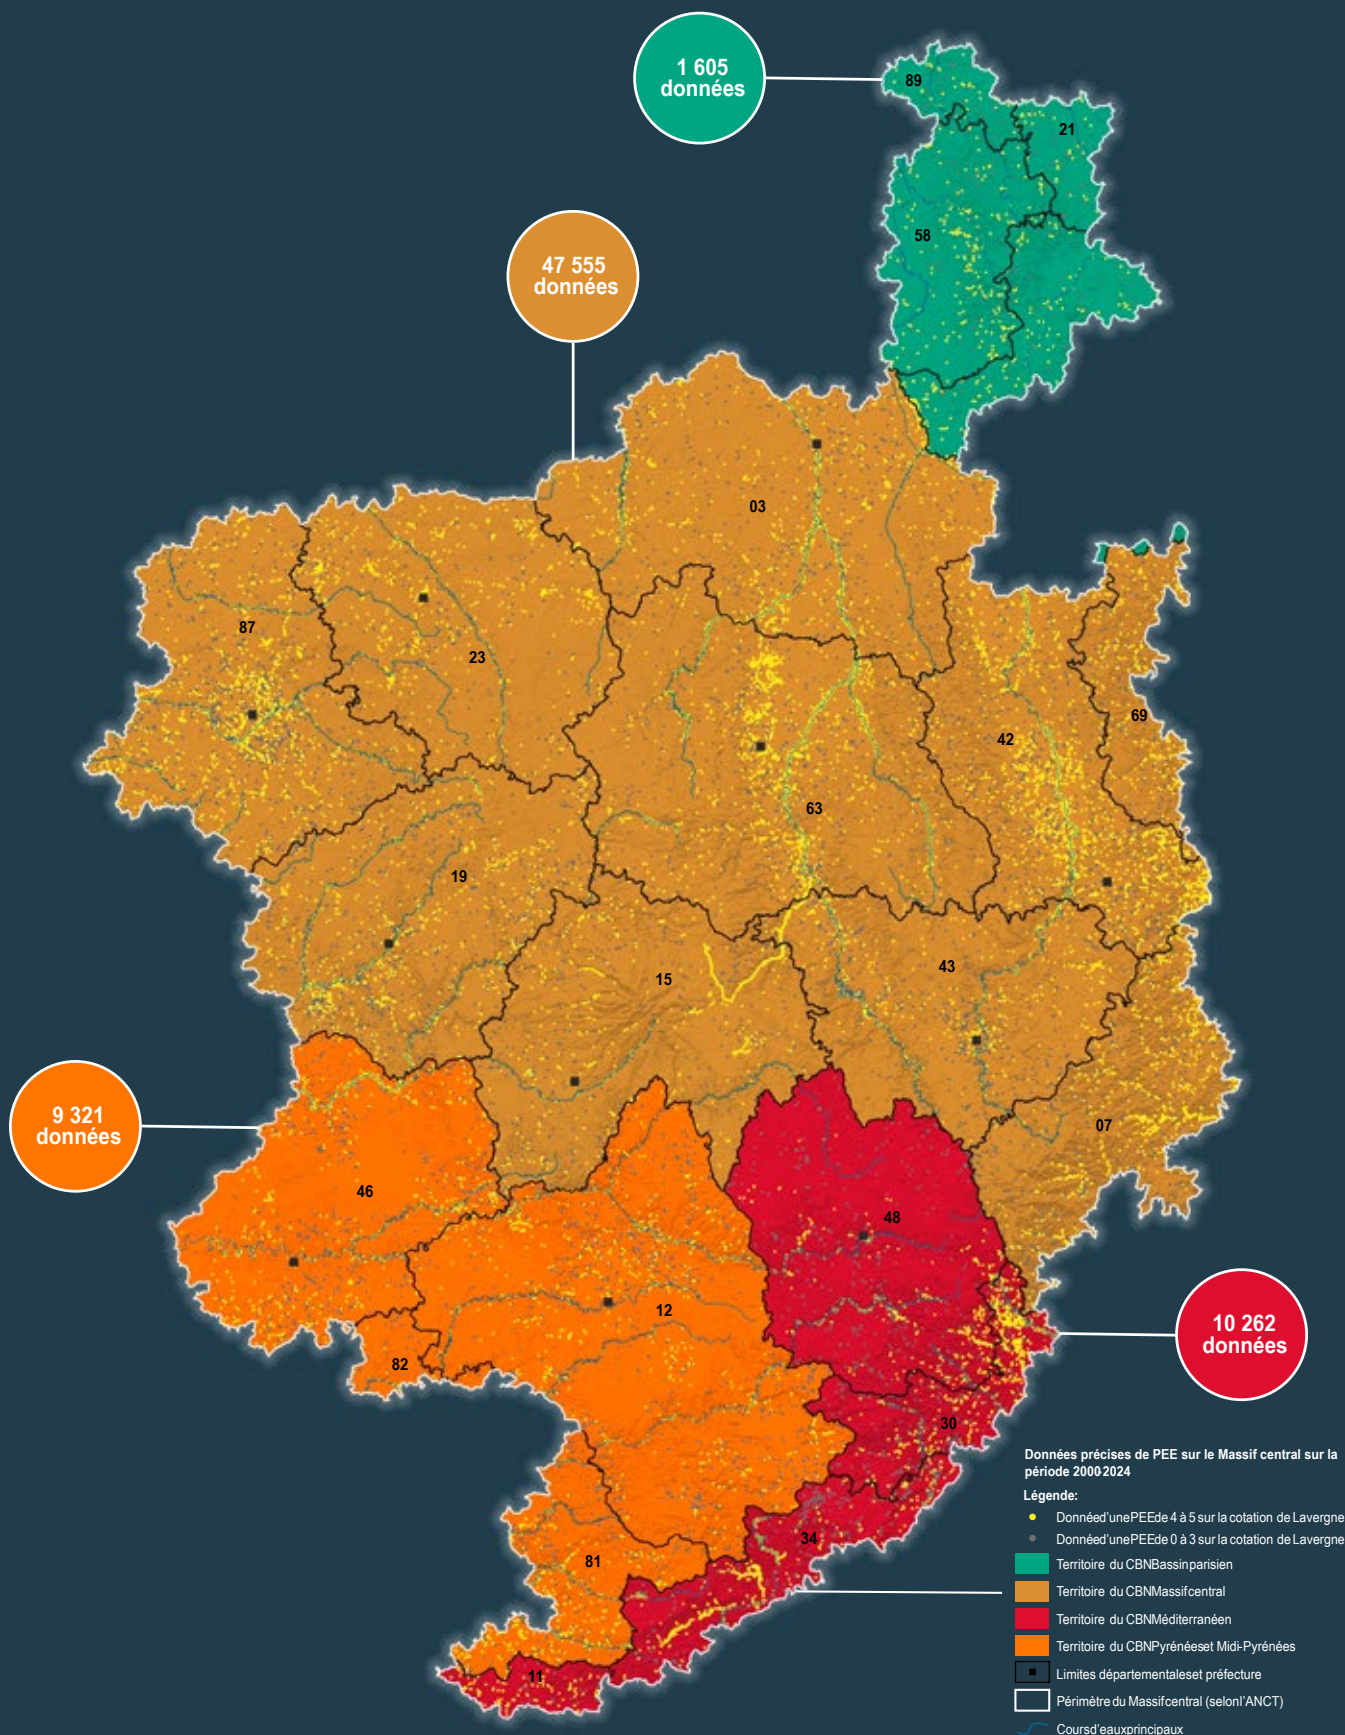 1 605
données
89
21
58
47 555
données
03
87
23
69
42
63
19
15
43
9 321
données
07
46
48
12
10 262
données
82
30
34
81
11
Données précises de PEE sur le Massif central sur la
période 2000-2024
Légende:
Donnéed'unePEEde 4 à 5 sur la cotation de Lavergne
Donnéed'unePEEde 0 à 3 sur la cotation de Lavergne
Territoire du CBNBassinparisien
Territoire du CBNMassifcentral
Territoire du CBNMéditerranéen
Territoire du CBNPyrénéeset Midi-Pyrénées
Limites départementaleset préfecture
Périmètre du Massifcentral (selonl'ANCT)
Coursd'eauxprincipaux